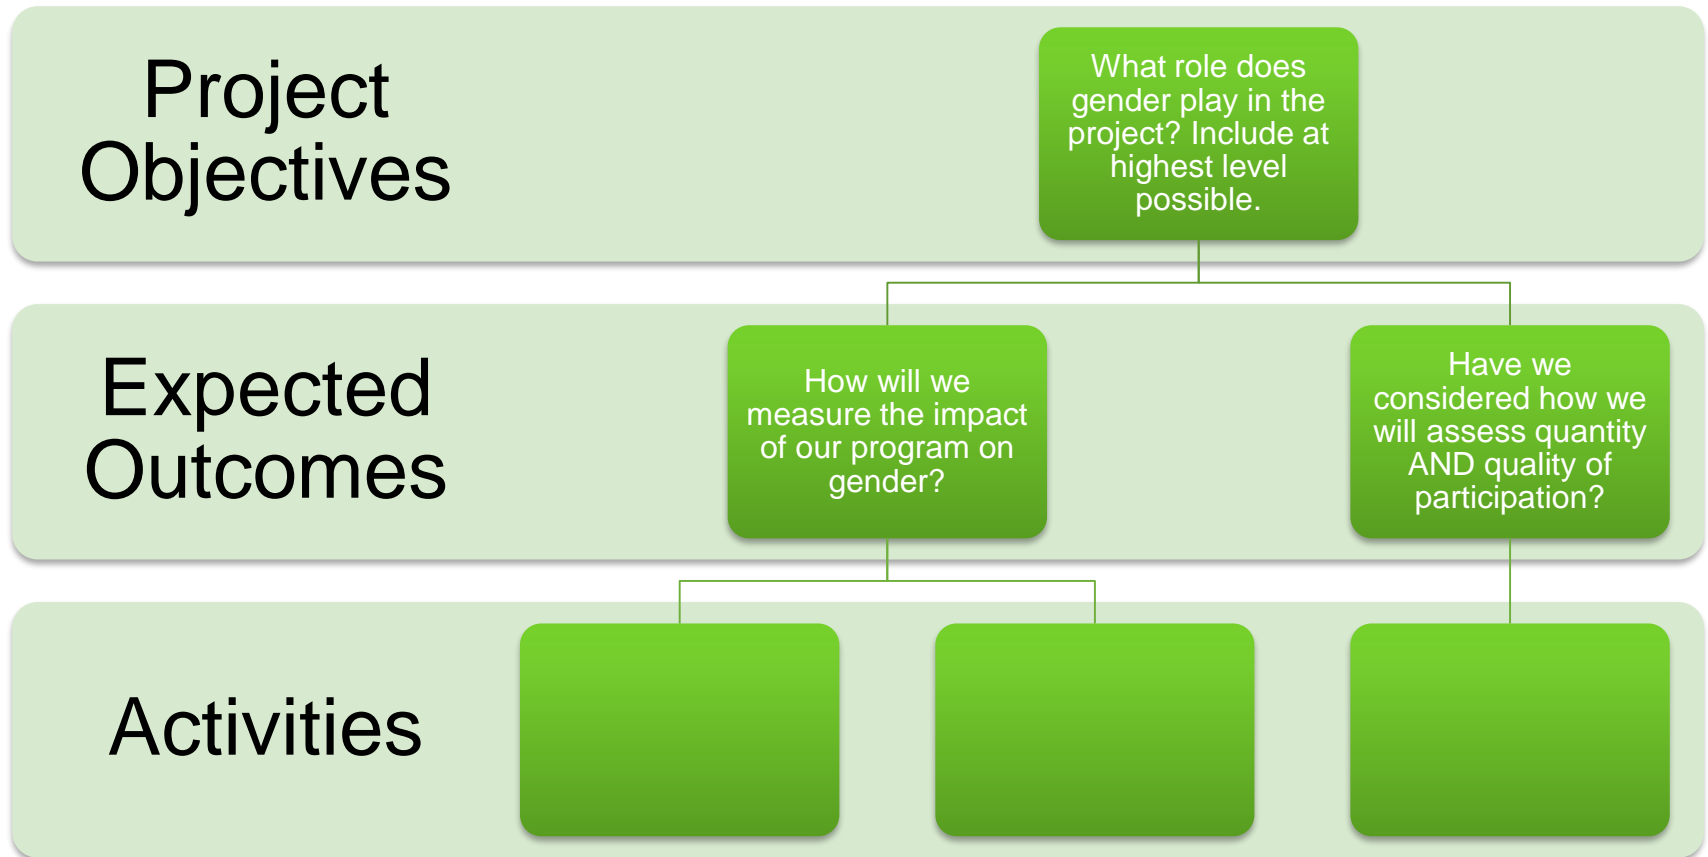 Project
Objectives
What role does
gender play in the
project? Include at
highest level
possible.
Expected
Outcomes
How will we
measure the impact
of our program on
gender?
Have we
considered how we
will assess quantity
AND quality of
participation?
Activities